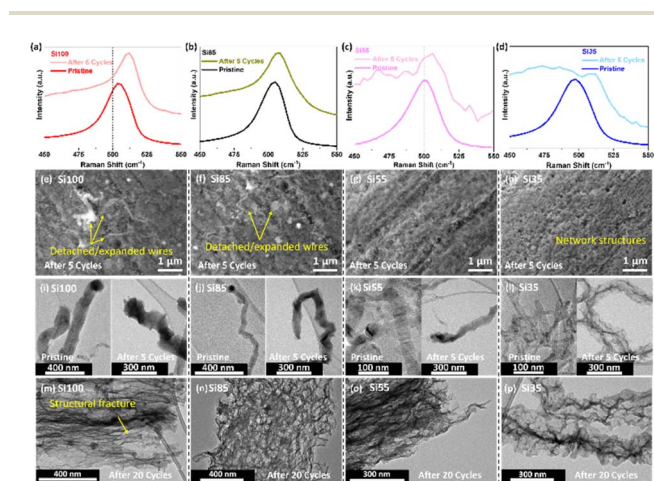 (a)
Si100
After 5 Cycles
Pristine
Intensity (a.u.)
450 475 500 525 550
Raman Shift (cm⁻¹)
(b)
Si85
After 5 Cycles
Pristine
Intensity (a.u.)
450 475 500 525 550
Raman Shift (cm⁻¹)
(c)
Si55
After 5 Cycles
Pristine
Intensity (a.u.)
450 475 500 525 550
Raman Shift (cm⁻¹)
(d)
Si35
After 5 Cycles
Pristine
Intensity (a.u.)
450 475 500 525 550
Raman Shift (cm⁻¹)
(e) Si100
Detached/expanded wires
After 5 Cycles
1 μm
(f) Si85
Detached/expanded wires
After 5 Cycles
1 μm
(g) Si55
After 5 Cycles
1 μm
(h) Si35
Network structures
After 5 Cycles
1 μm
(i) Si100
Pristine
400 nm
After 5 Cycles
300 nm
(j) Si85
Pristine
400 nm
After 5 Cycles
300 nm
(k) Si55
Pristine
100 nm
After 5 Cycles
300 nm
(l) Si35
Pristine
100 nm
After 5 Cycles
300 nm
(m) Si100
Structural fracture
400 nm
After 20 Cycles
(n) Si85
400 nm
After 20 Cycles
(o) Si55
300 nm
After 20 Cycles
(p) Si35
300 nm
After 20 Cycles